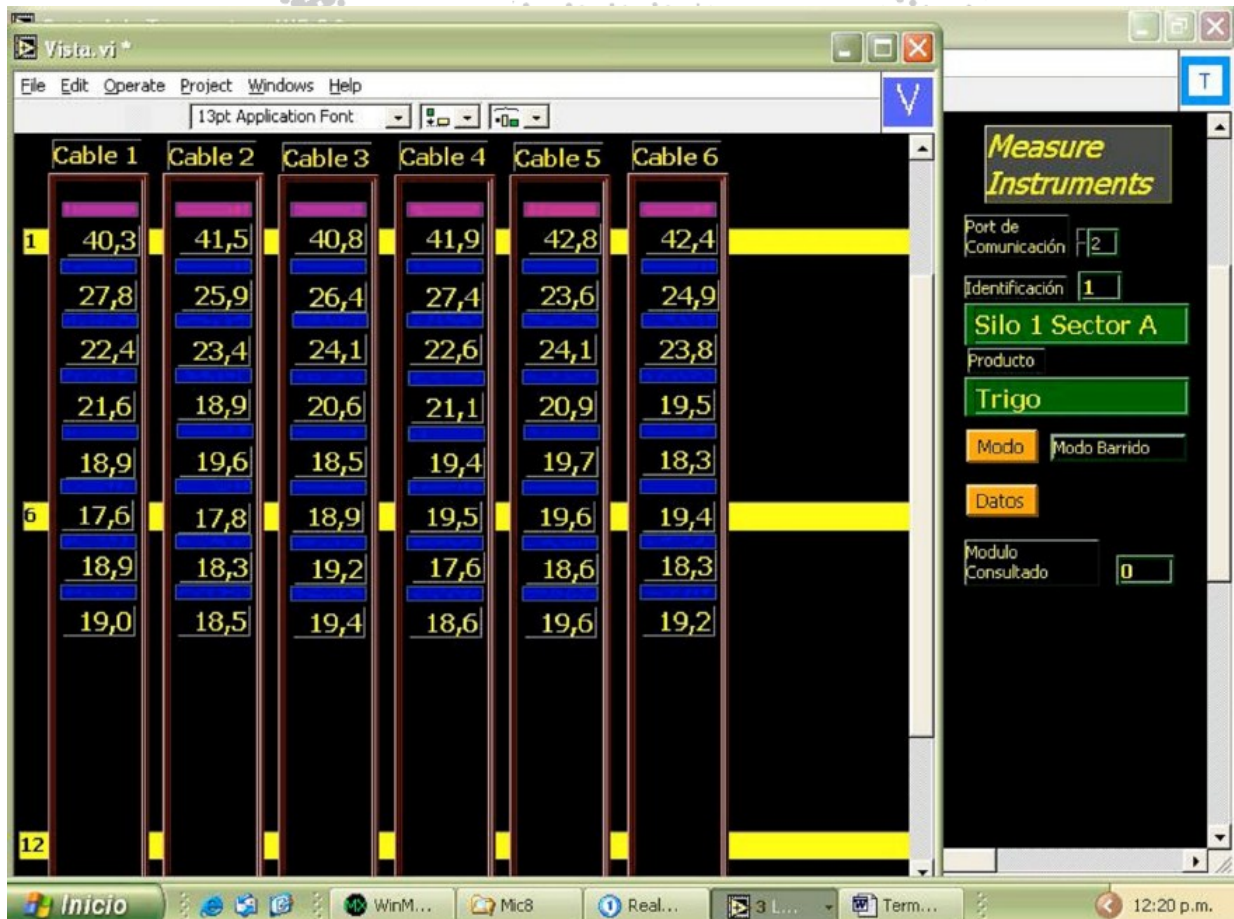 Vista.vi *
File Edit Operate Project Windows Help
13pt Application Font
V
T
Cable 1 Cable 2 Cable 3 Cable 4 Cable 5 Cable 6
1 40,3 41,5 40,8 41,9 42,8 42,4
27,8 25,9 26,4 27,4 23,6 24,9
22,4 23,4 24,1 22,6 24,1 23,8
21,6 18,9 20,6 21,1 20,9 19,5
18,9 19,6 18,5 19,4 19,7 18,3
6 17,6 17,8 18,9 19,5 19,6 19,4
18,9 18,3 19,2 17,6 18,6 18,3
19,0 18,5 19,4 18,6 19,6 19,2
12
Measure
Instruments
Port de
Comunicación 2
Identificación 1
Silo 1 Sector A
Producto
Trigo
Modo Modo Barrido
Datos
Modulo
Consultado 0
Inicio WinM... Mic8 Real... 3 L... Term... 12:20 p.m.